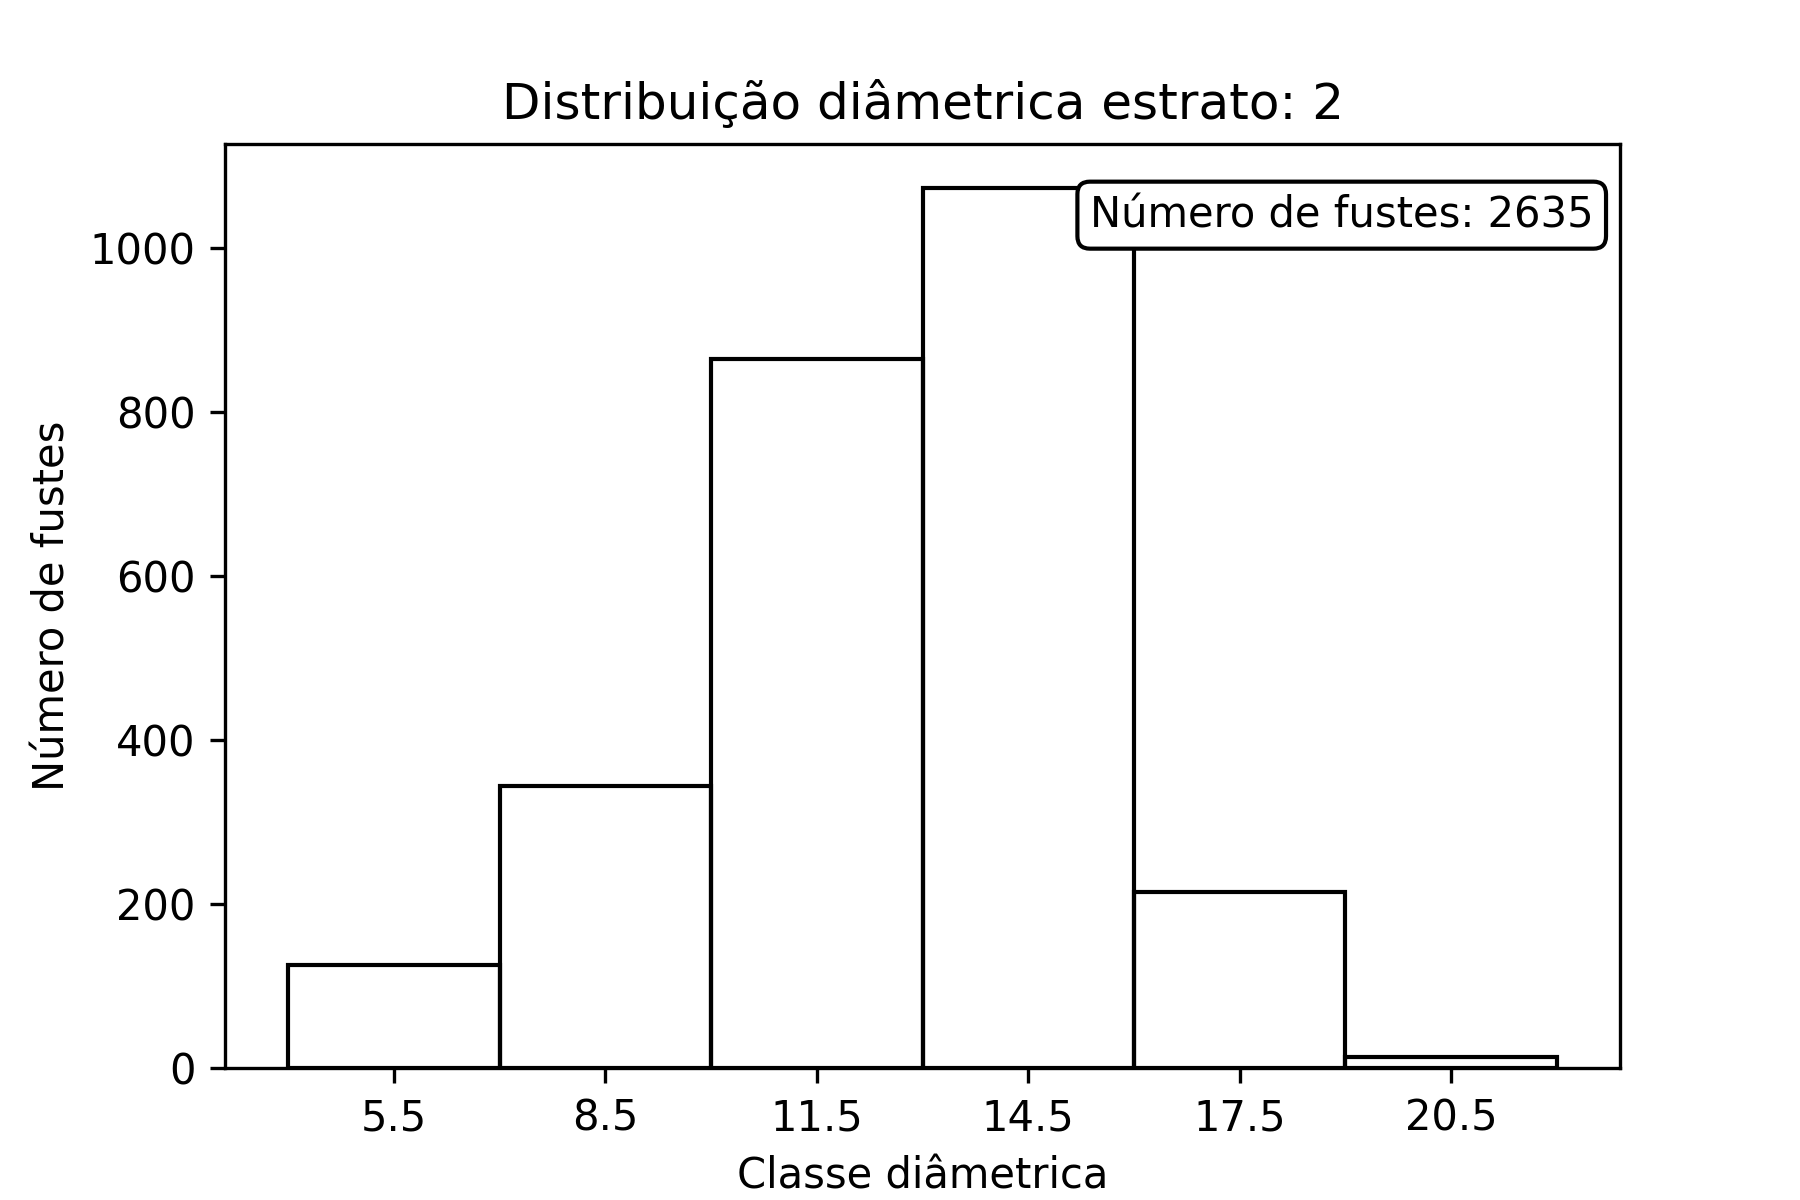 Distribuição diâmetrica estrato: 2
Número de fustes: 2635
Número de fustes
1000
800
600
400
200
0
5.5 8.5 11.5 14.5 17.5 20.5
Classe diâmetrica